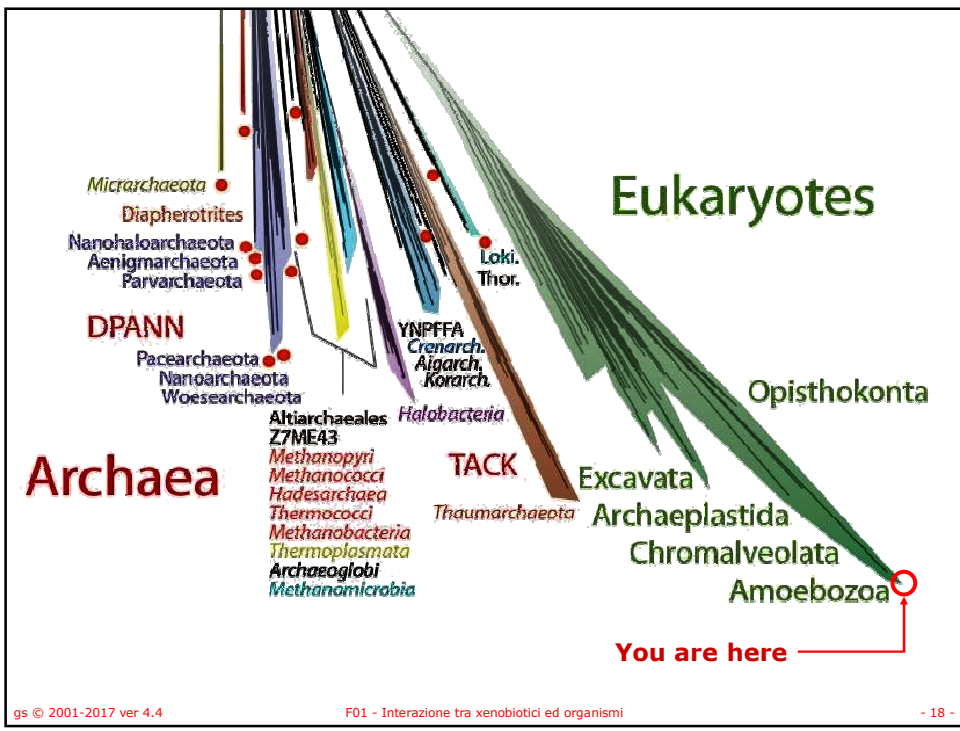 Eukaryotes
Micrarchaeota
Diapherotrites
Nanohaloarchaeota
Aenigmarchaeota
Parvarchaeota
Loki.
Thor.
DPANN
YNPFFA
Crenarch.
Aigarch.
Korarch.
Pacearchaeota
Nanoarchaeota
Woesearchaeota
Opisthokonta
Altiarchaeales
Z7ME43
Methanopyri
Methanococci
Hadesarchaea
Thermococci
Methanobacteria
Thermoplasmata
Archaeoglobi
Methanomicrobia
Halobacteria
Archaea
TACK
Thaumarchaeota
Excavata
Archaeplastida
Chromalveolata
Amoebozoa
You are here
gs © 2001-2017 ver 4.4
F01 - Interazione tra xenobiotici ed organismi
- 18 -